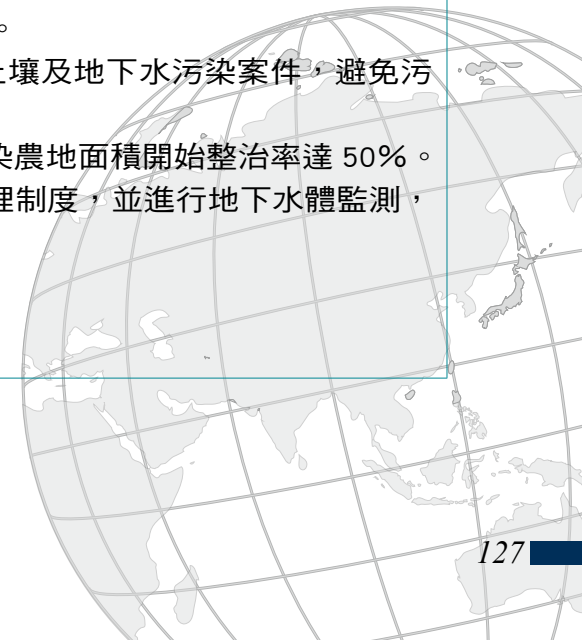 。
土壤及地下水污染案件，避免污
染農地面積開始整治率達 50%。
理制度，並進行地下水體監測，
127